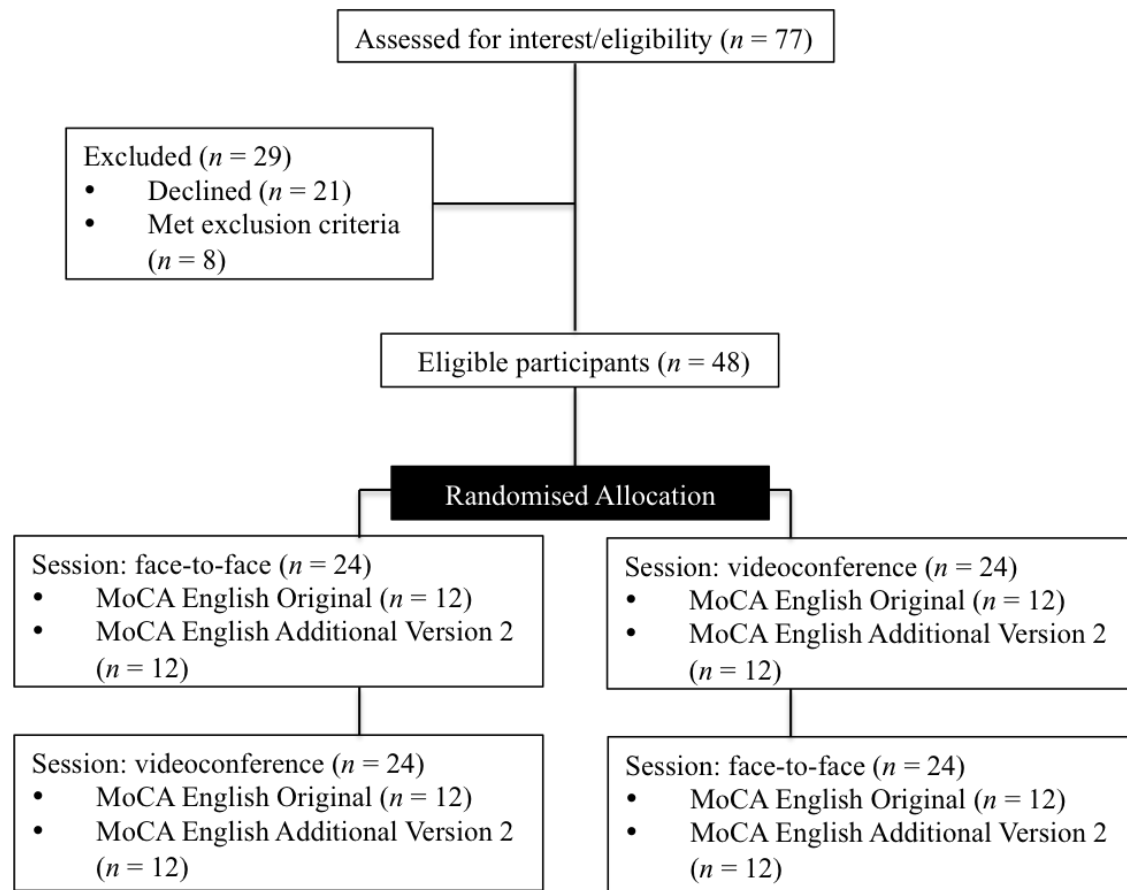 Assessed for interest/eligibility (n = 77)
Excluded (n = 29)
• Declined (n = 21)
• Met exclusion criteria
(n = 8)
Eligible participants (n = 48)
Randomised Allocation
Session: face-to-face (n = 24)
• MoCA English Original (n = 12)
• MoCA English Additional Version 2
(n = 12)
Session: videoconference (n = 24)
• MoCA English Original (n = 12)
• MoCA English Additional Version 2
(n = 12)
Session: videoconference (n = 24)
• MoCA English Original (n = 12)
• MoCA English Additional Version 2
(n = 12)
Session: face-to-face (n = 24)
• MoCA English Original (n = 12)
• MoCA English Additional Version 2
(n = 12)